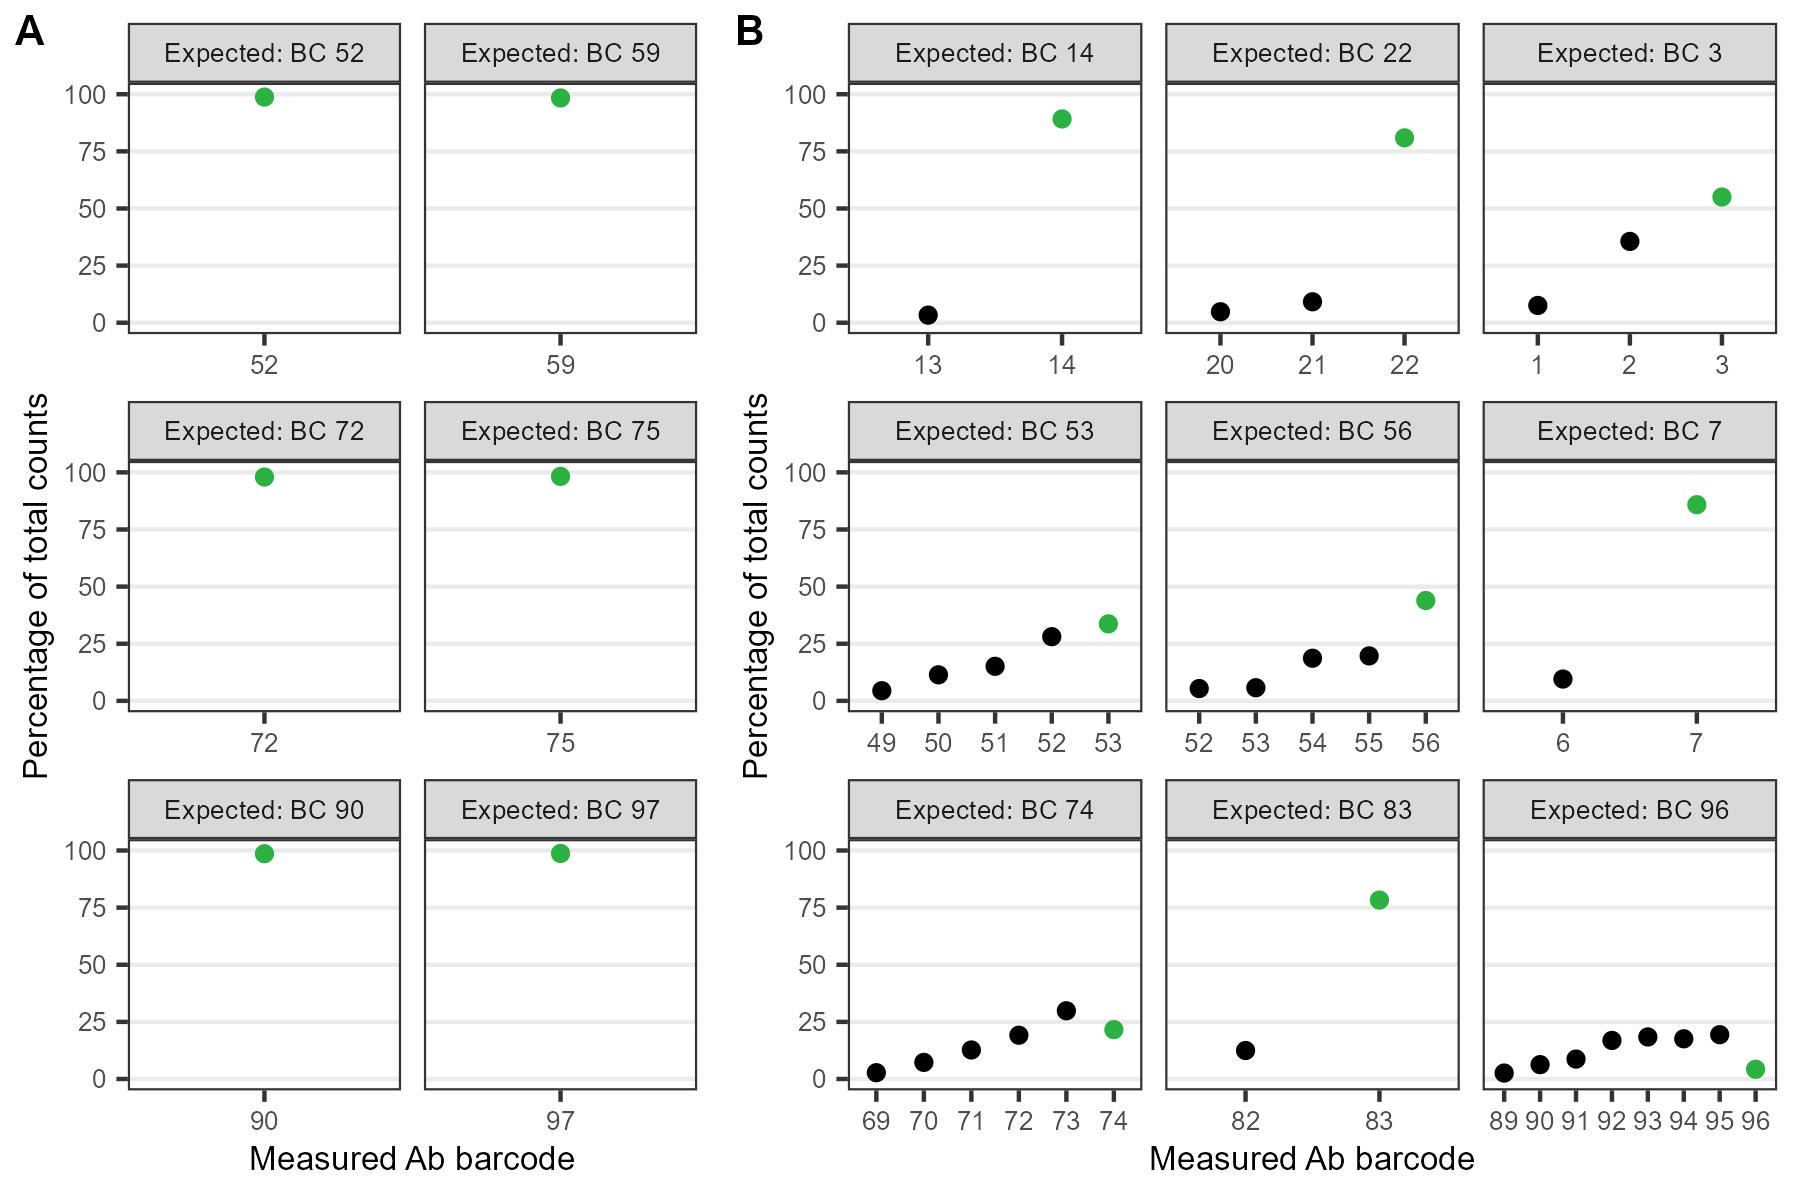 A
Expected: BC 52
Expected: BC 59
100
75
50
25
0
52
59
Expected: BC 72
Expected: BC 75
100
75
50
25
0
72
75
Expected: BC 90
Expected: BC 97
100
75
50
25
0
90
97
Percentage of total counts
Measured Ab barcode
B
Expected: BC 14
Expected: BC 22
Expected: BC 3
100
75
50
25
0
13 14
20 21 22
1 2 3
Expected: BC 53
Expected: BC 56
Expected: BC 7
100
75
50
25
0
49 50 51 52 53
52 53 54 55 56
6 7
Expected: BC 74
Expected: BC 83
Expected: BC 96
100
75
50
25
0
69 70 71 72 73 74
82 83
89 90 91 92 93 94 95 96
Percentage of total counts
Measured Ab barcode